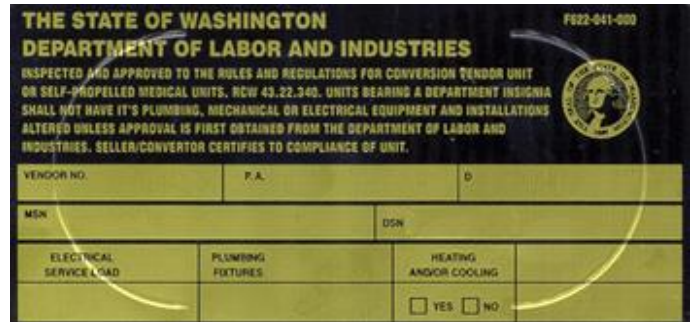 THE STATE OF WASHINGTON
F622-041-000
DEPARTMENT OF LABOR AND INDUSTRIES
INSPECTED AND APPROVED TO THE RULES AND REGULATIONS FOR CONVERSION VENDOR UNIT
OR SELF-PROPELLED MEDICAL UNITS, RCW 43.22.340. UNITS BEARING A DEPARTMENT INSIGNIA
SHALL NOT HAVE IT'S PLUMBING, MECHANICAL OR ELECTRICAL EQUIPMENT AND INSTALLATIONS
ALTERED UNLESS APPROVAL IS FIRST OBTAINED FROM THE DEPARTMENT OF LABOR AND
INDUSTRIES. SELLER/CONVERTOR CERTIFIES TO COMPLIANCE OF UNIT.
VENDOR NO. P.A. D
MSN DSN
ELECTRICAL PLUMBING HEATING
SERVICE LOAD FIXTURES AND/OR COOLING
YES NO